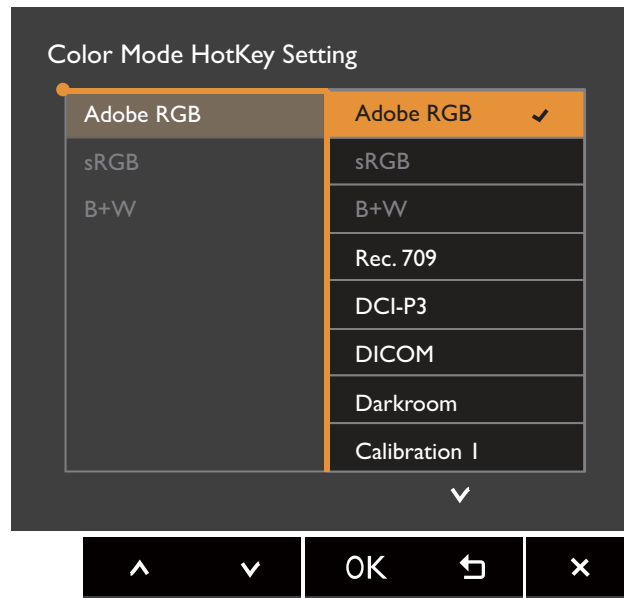 Color Mode HotKey Setting
Adobe RGB
sRGB
B+W
Adobe RGB
sRGB
B+W
Rec. 709
DCI-P3
DICOM
Darkroom
Calibration 1
OK